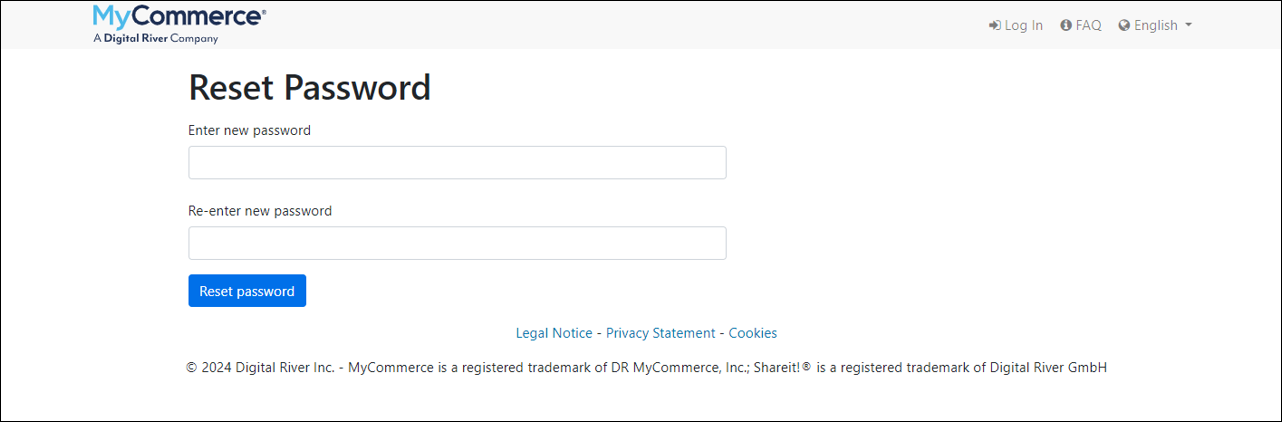 MyCommerce®
A Digital River Company
Log In FAQ English
Reset Password
Enter new password
Re-enter new password
Reset password
Legal Notice - Privacy Statement - Cookies
© 2024 Digital River Inc. - MyCommerce is a registered trademark of DR MyCommerce, Inc.; Shareit!® is a registered trademark of Digital River GmbH